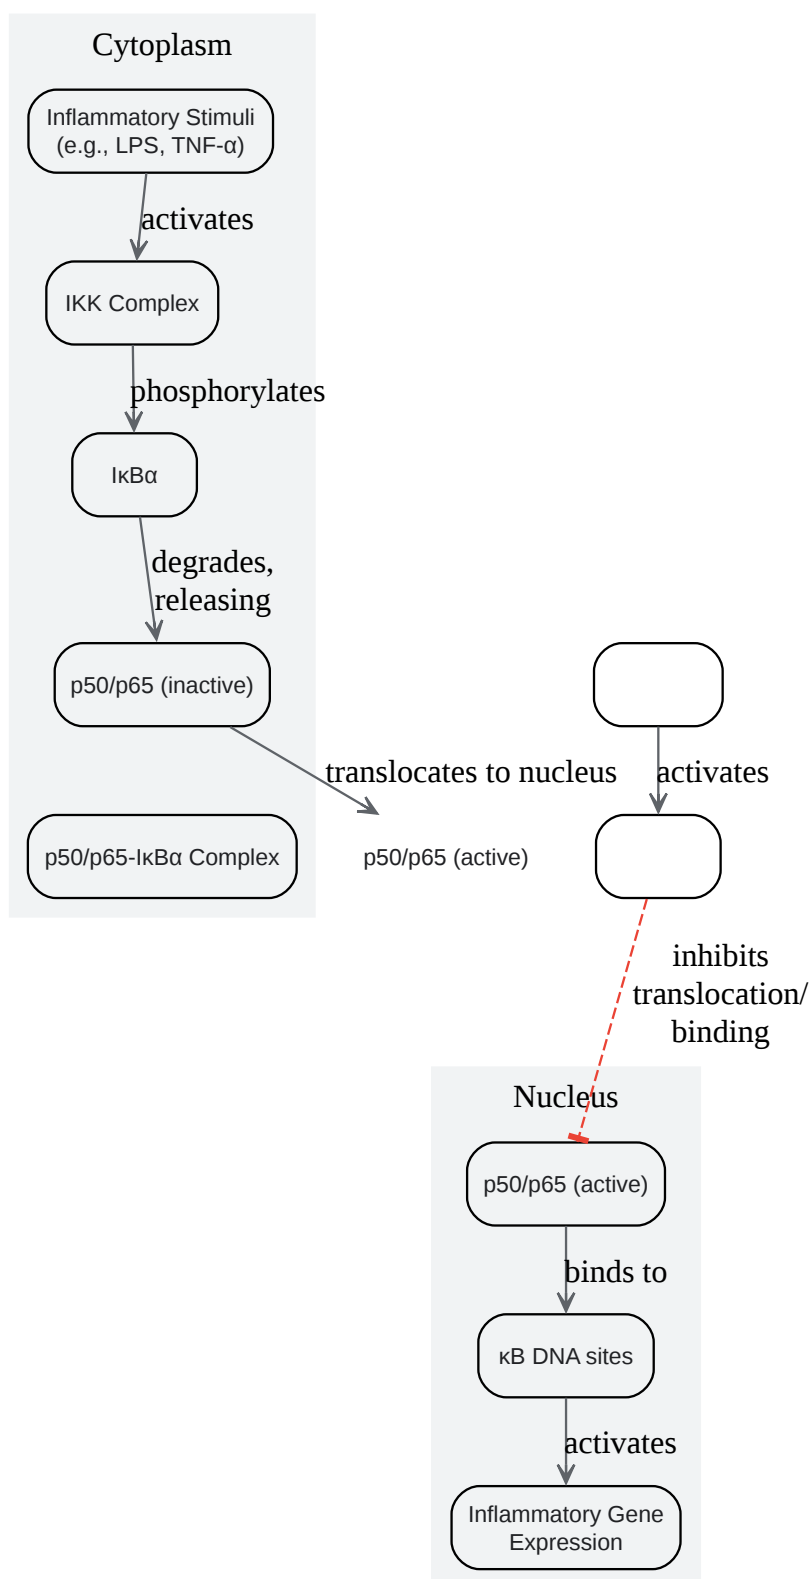 Cytoplasm
Inflammatory Stimuli
(e.g., LPS, TNF-α)
activates
IKK Complex
phosphorylates
IκBα
degrades,
releasing
p50/p65 (inactive)
translocates to nucleus
activates
p50/p65-IκBα Complex
p50/p65 (active)
inhibits
translocation/
binding
Nucleus
p50/p65 (active)
binds to
κB DNA sites
activates
Inflammatory Gene
Expression